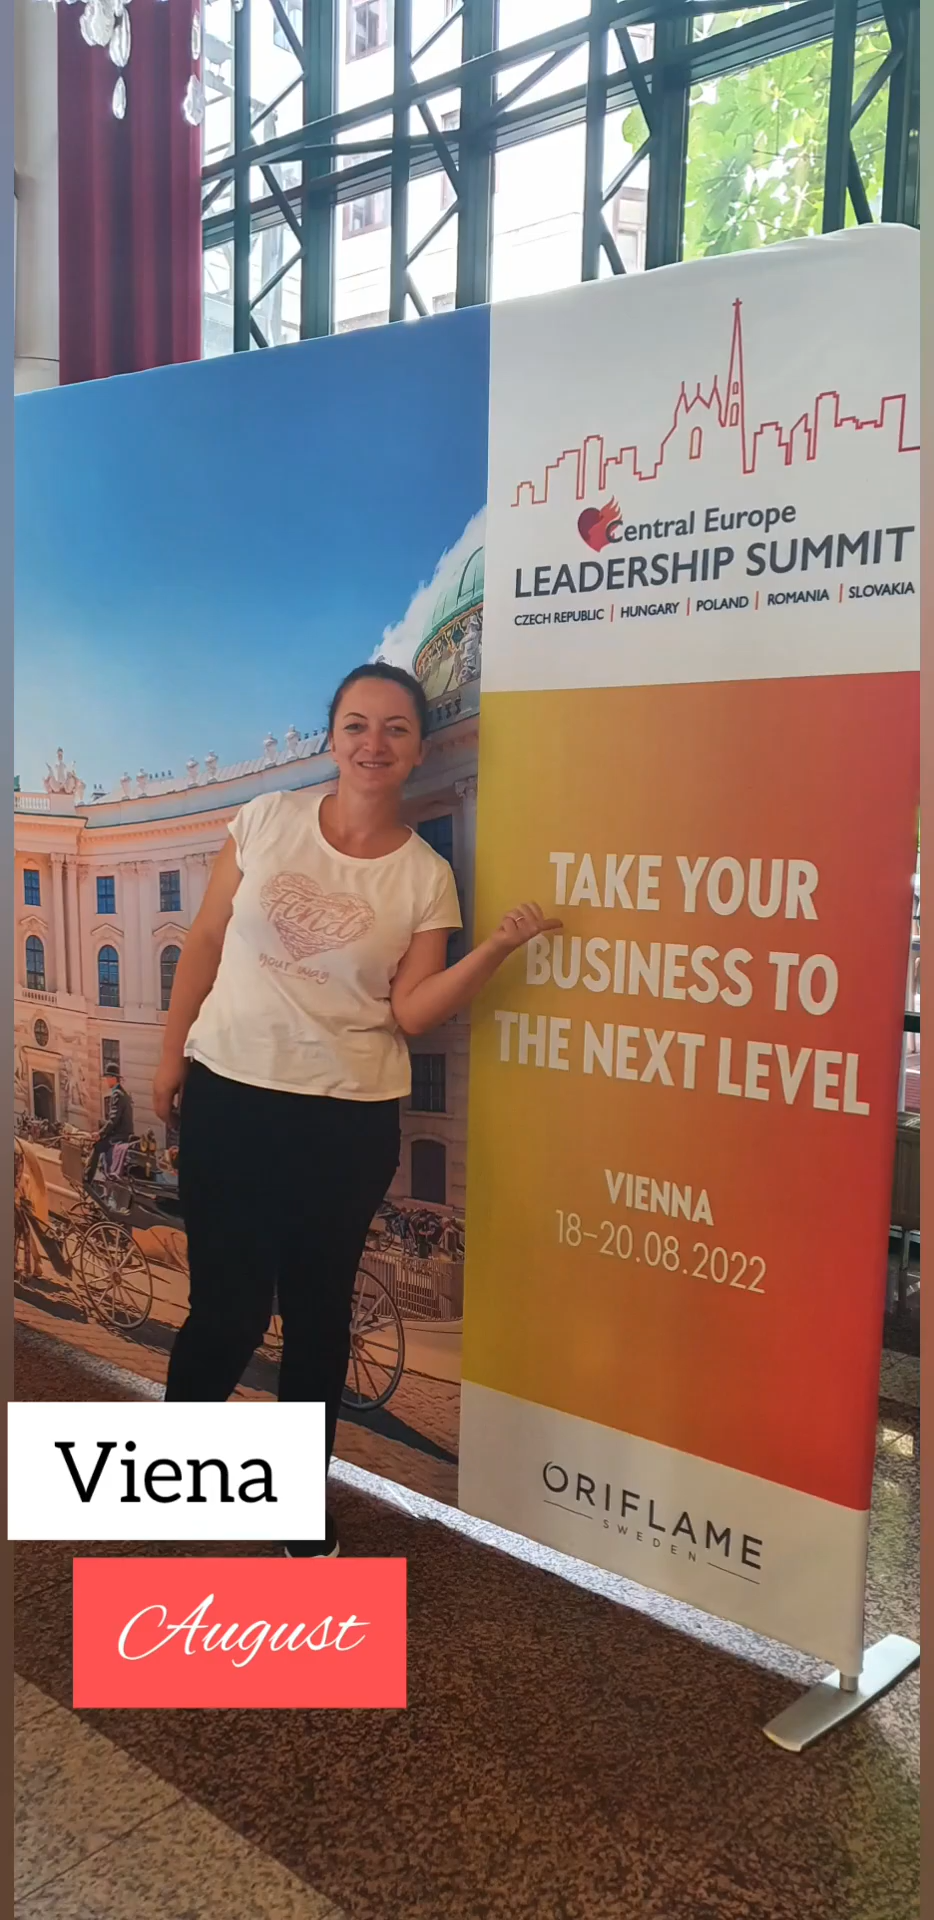 Central Europe
LEADERSHIP SUMMIT
CZECH REPUBLIC | HUNGARY | POLAND | ROMANIA | SLOVAKIA
Find
your way
TAKE YOUR
BUSINESS TO
THE NEXT LEVEL
VIENNA
18-20.08.2022
ORIFLAME
SWEDEN
Viena
August